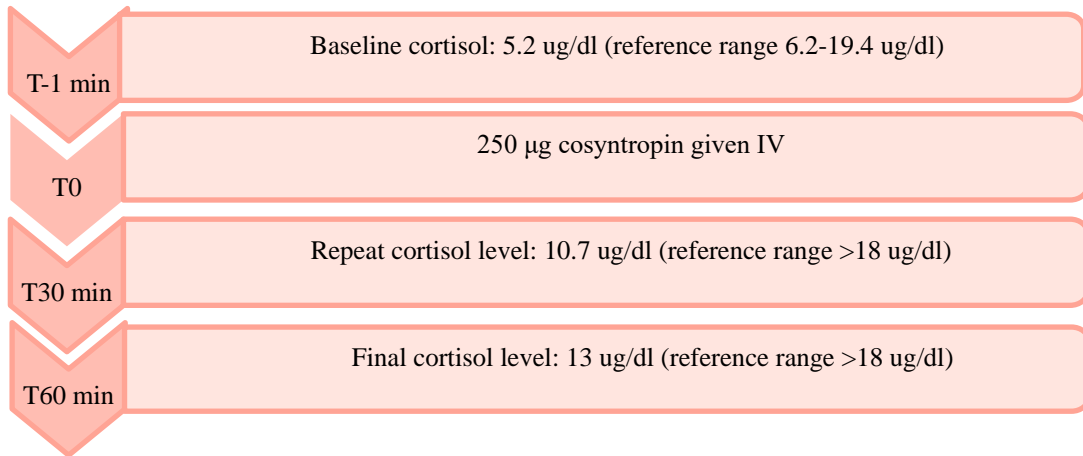 T-1 min
Baseline cortisol: 5.2 ug/dl (reference range 6.2-19.4 ug/dl)
T0
250 μg cosyntropin given IV
T30 min
Repeat cortisol level: 10.7 ug/dl (reference range >18 ug/dl)
T60 min
Final cortisol level: 13 ug/dl (reference range >18 ug/dl)